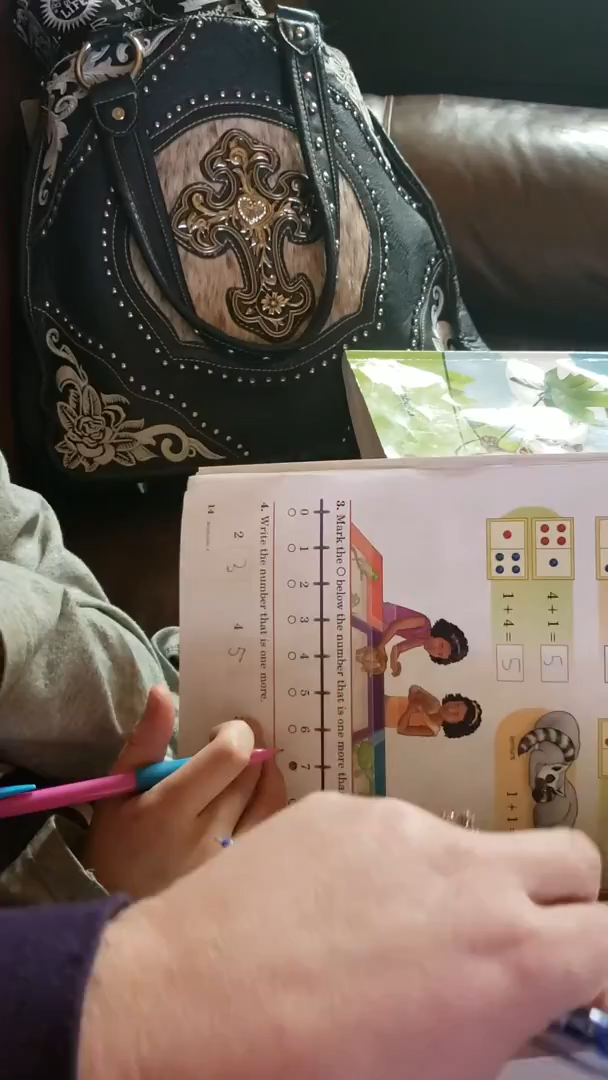 LIFE
4 + 1 = 5
1 + 4 = 5
1 + 1
3. Mark the ○ below the number that is one more tha
0 1 2 3 4 5 6 7
4. Write the number that is one more.
2 3 4 5
14